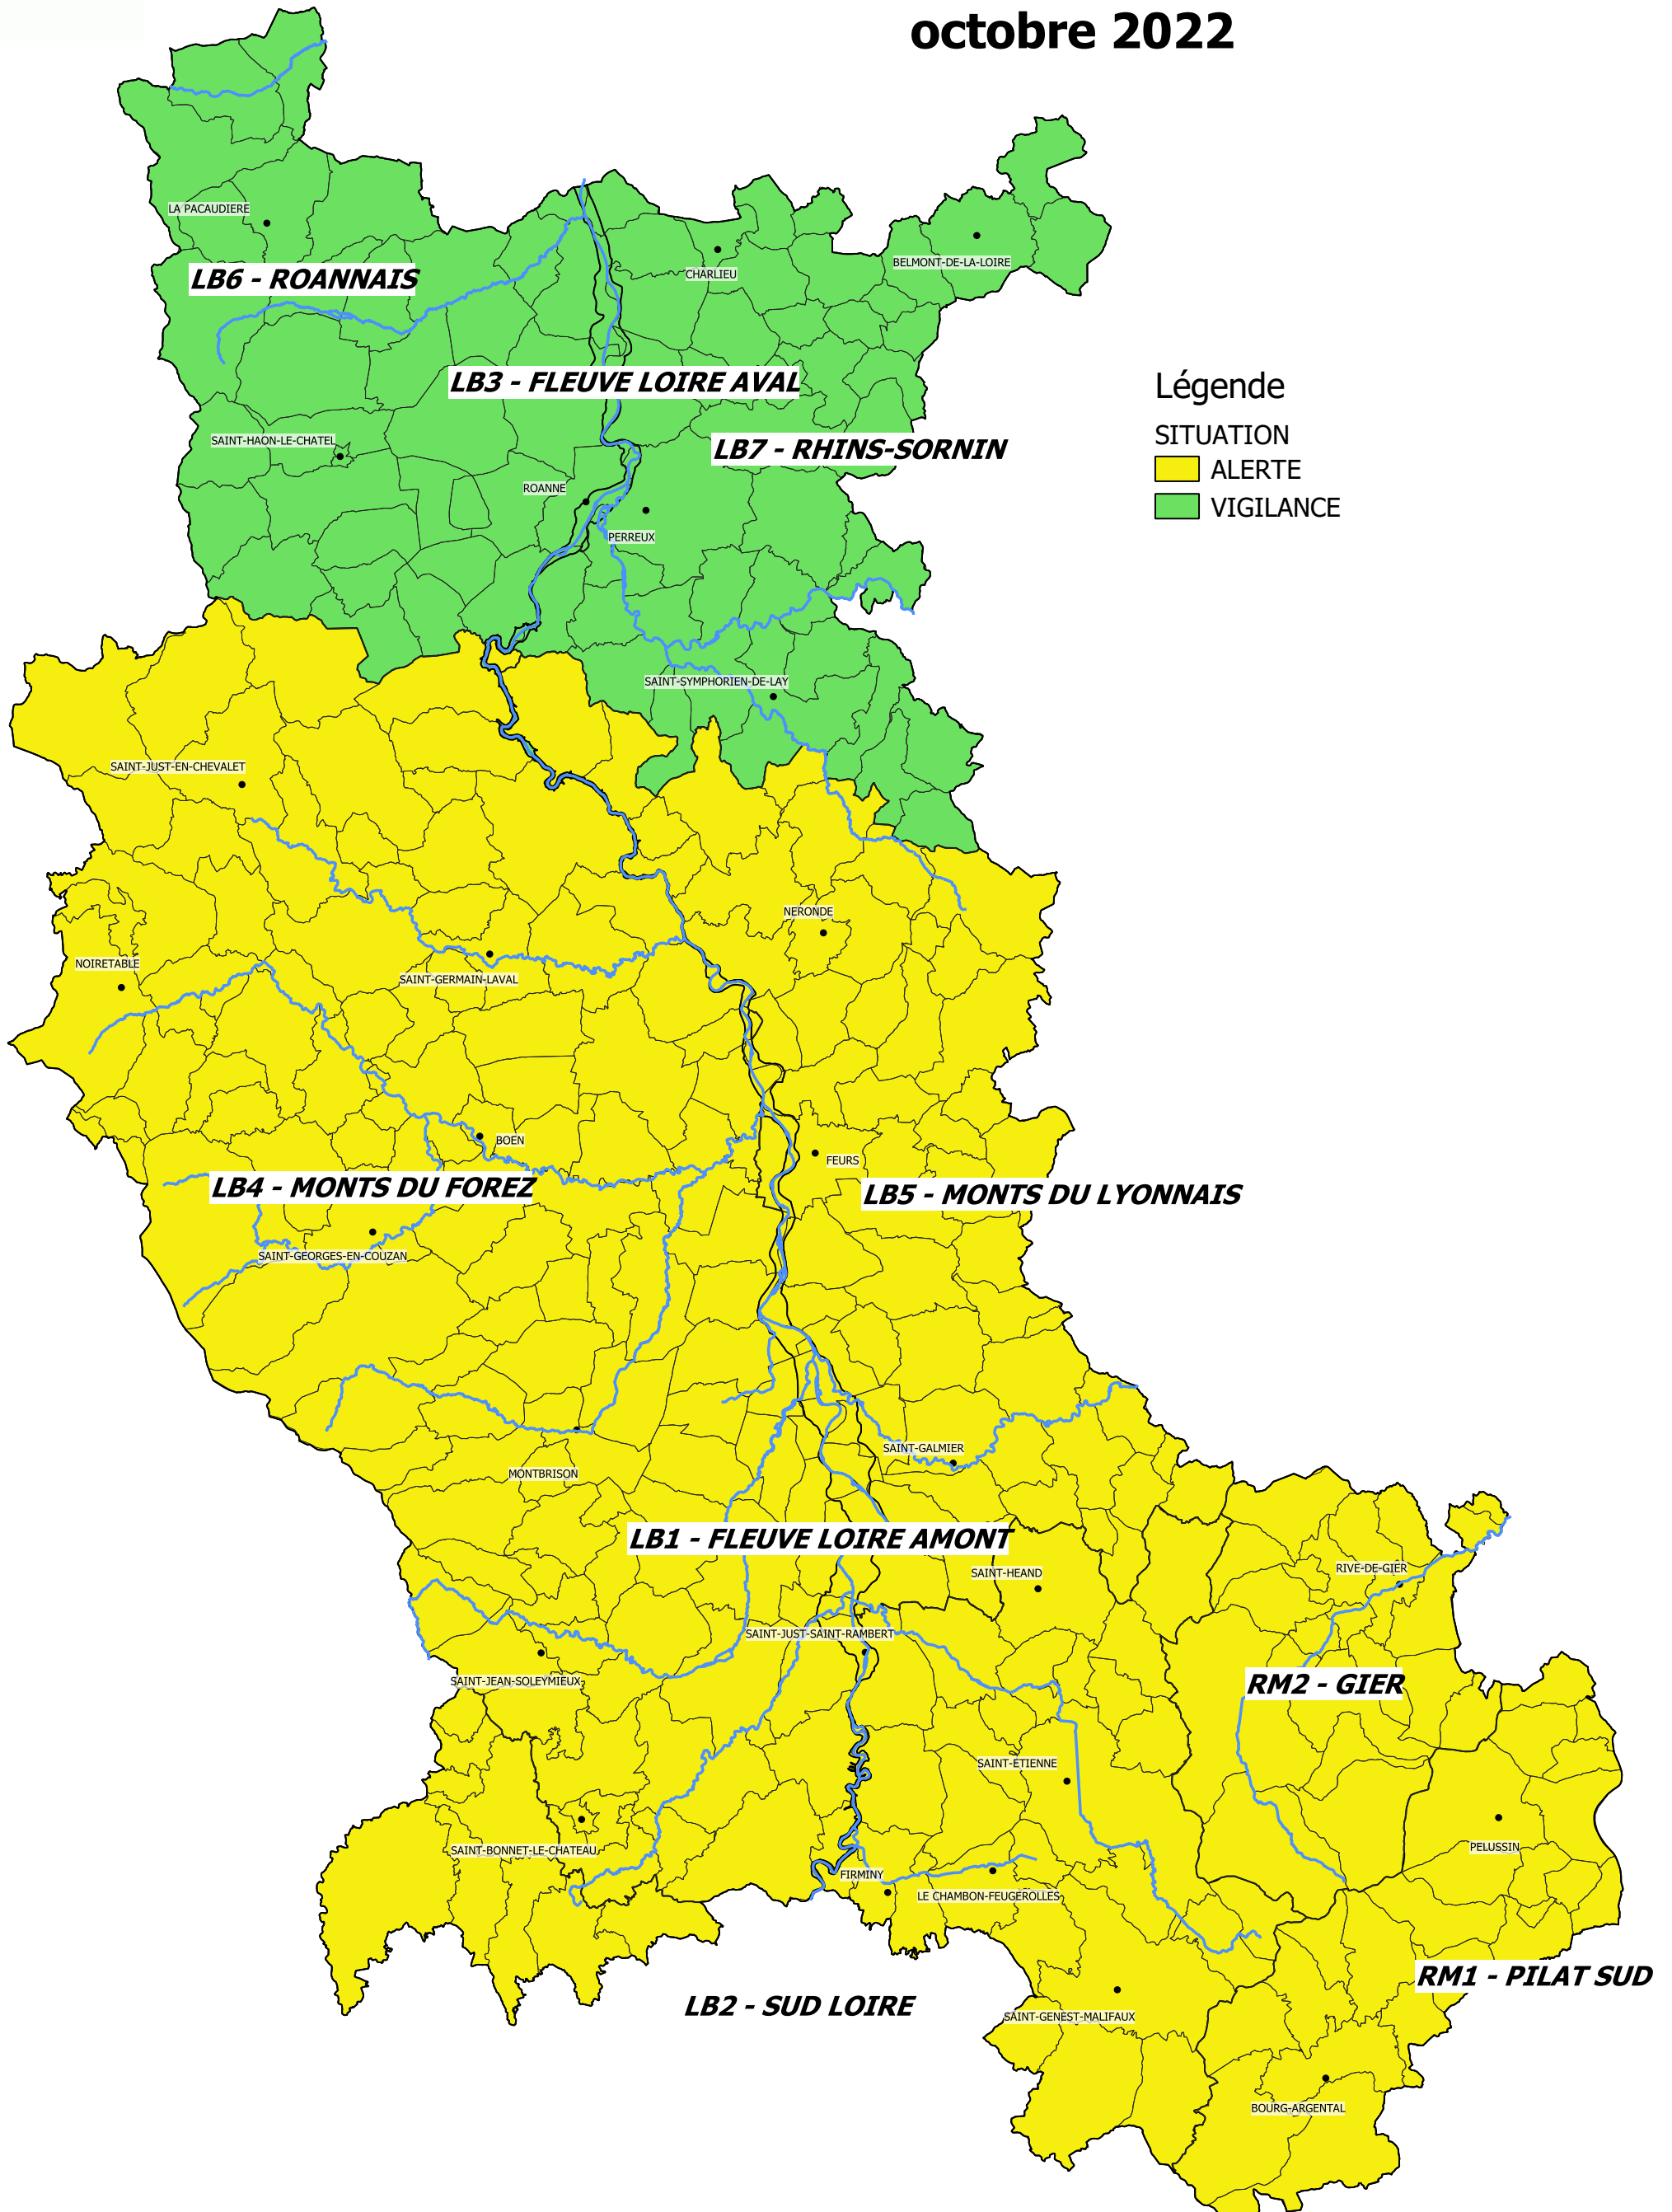 octobre 2022
LA PACAUDIERE
LB6 - ROANNAIS
CHARLIEU
BELMONT-DE-LA-LOIRE
LB3 - FLEUVE LOIRE AVAL
Légende
SITUATION
ALERTE
VIGILANCE
SAINT-HAON-LE-CHATEL
LB7 - RHINS-SORNIN
ROANNE
PERREUX
SAINT-SYMPHORIEN-DE-LAY
SAINT-JUST-EN-CHEVALET
NERONDE
NOIRETABLE
SAINT-GERMAIN-LAVAL
BOEN
FEURS
LB4 - MONTS DU FOREZ
LB5 - MONTS DU LYONNAIS
SAINT-GEORGES-EN-COUZAN
SAINT-GALMIER
MONTBRISON
LB1 - FLEUVE LOIRE AMONT
SAINT-HEAND
RIVE-DE-GIER
SAINT-JUST-SAINT-RAMBERT
SAINT-JEAN-SOLEYMIEUX
RM2 - GIER
SAINT-ETIENNE
SAINT-BONNET-LE-CHATEAU
PELUSSIN
FIRMINY
LE CHAMBON-FEUGEROLLES
RM1 - PILAT SUD
LB2 - SUD LOIRE
SAINT-GENEST-MALIFAUX
BOURG-ARGENTAL